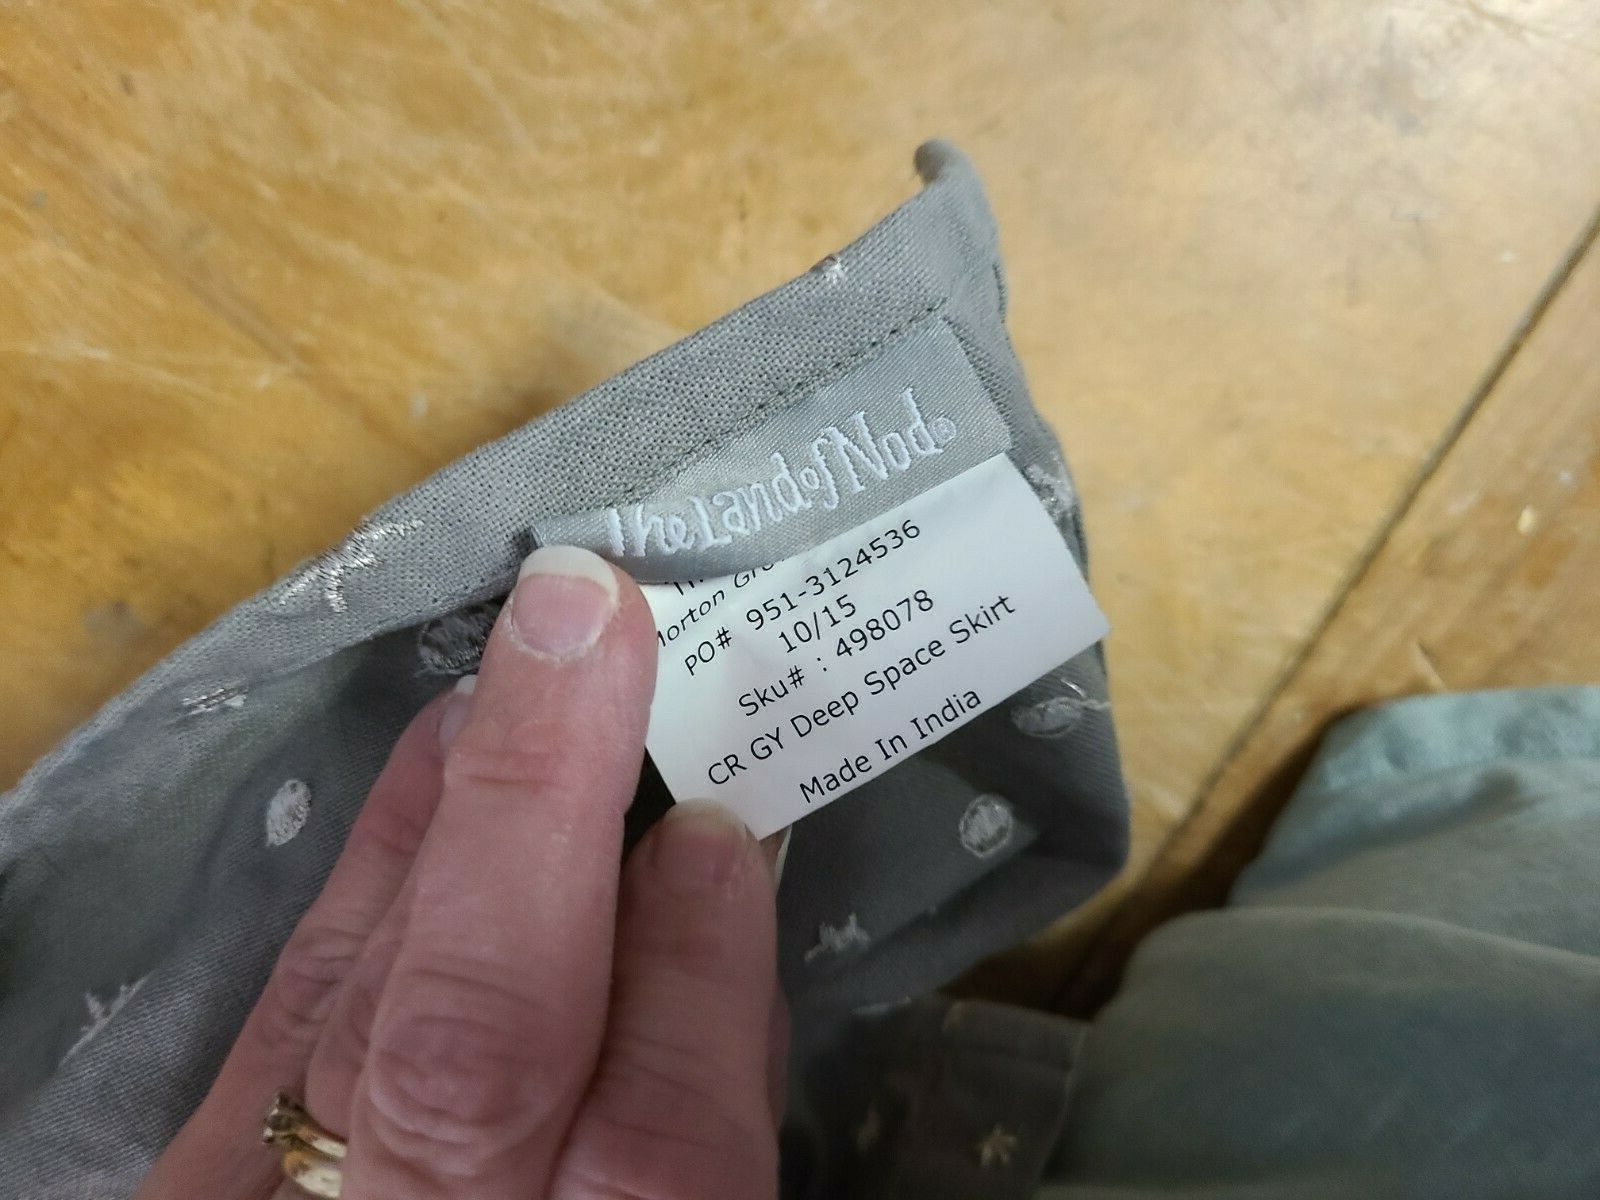 The Land of Nod®
Morton
PO# 951-3124536
10/15
Sku# : 498078
CR GY Deep Space Skirt
Made In India